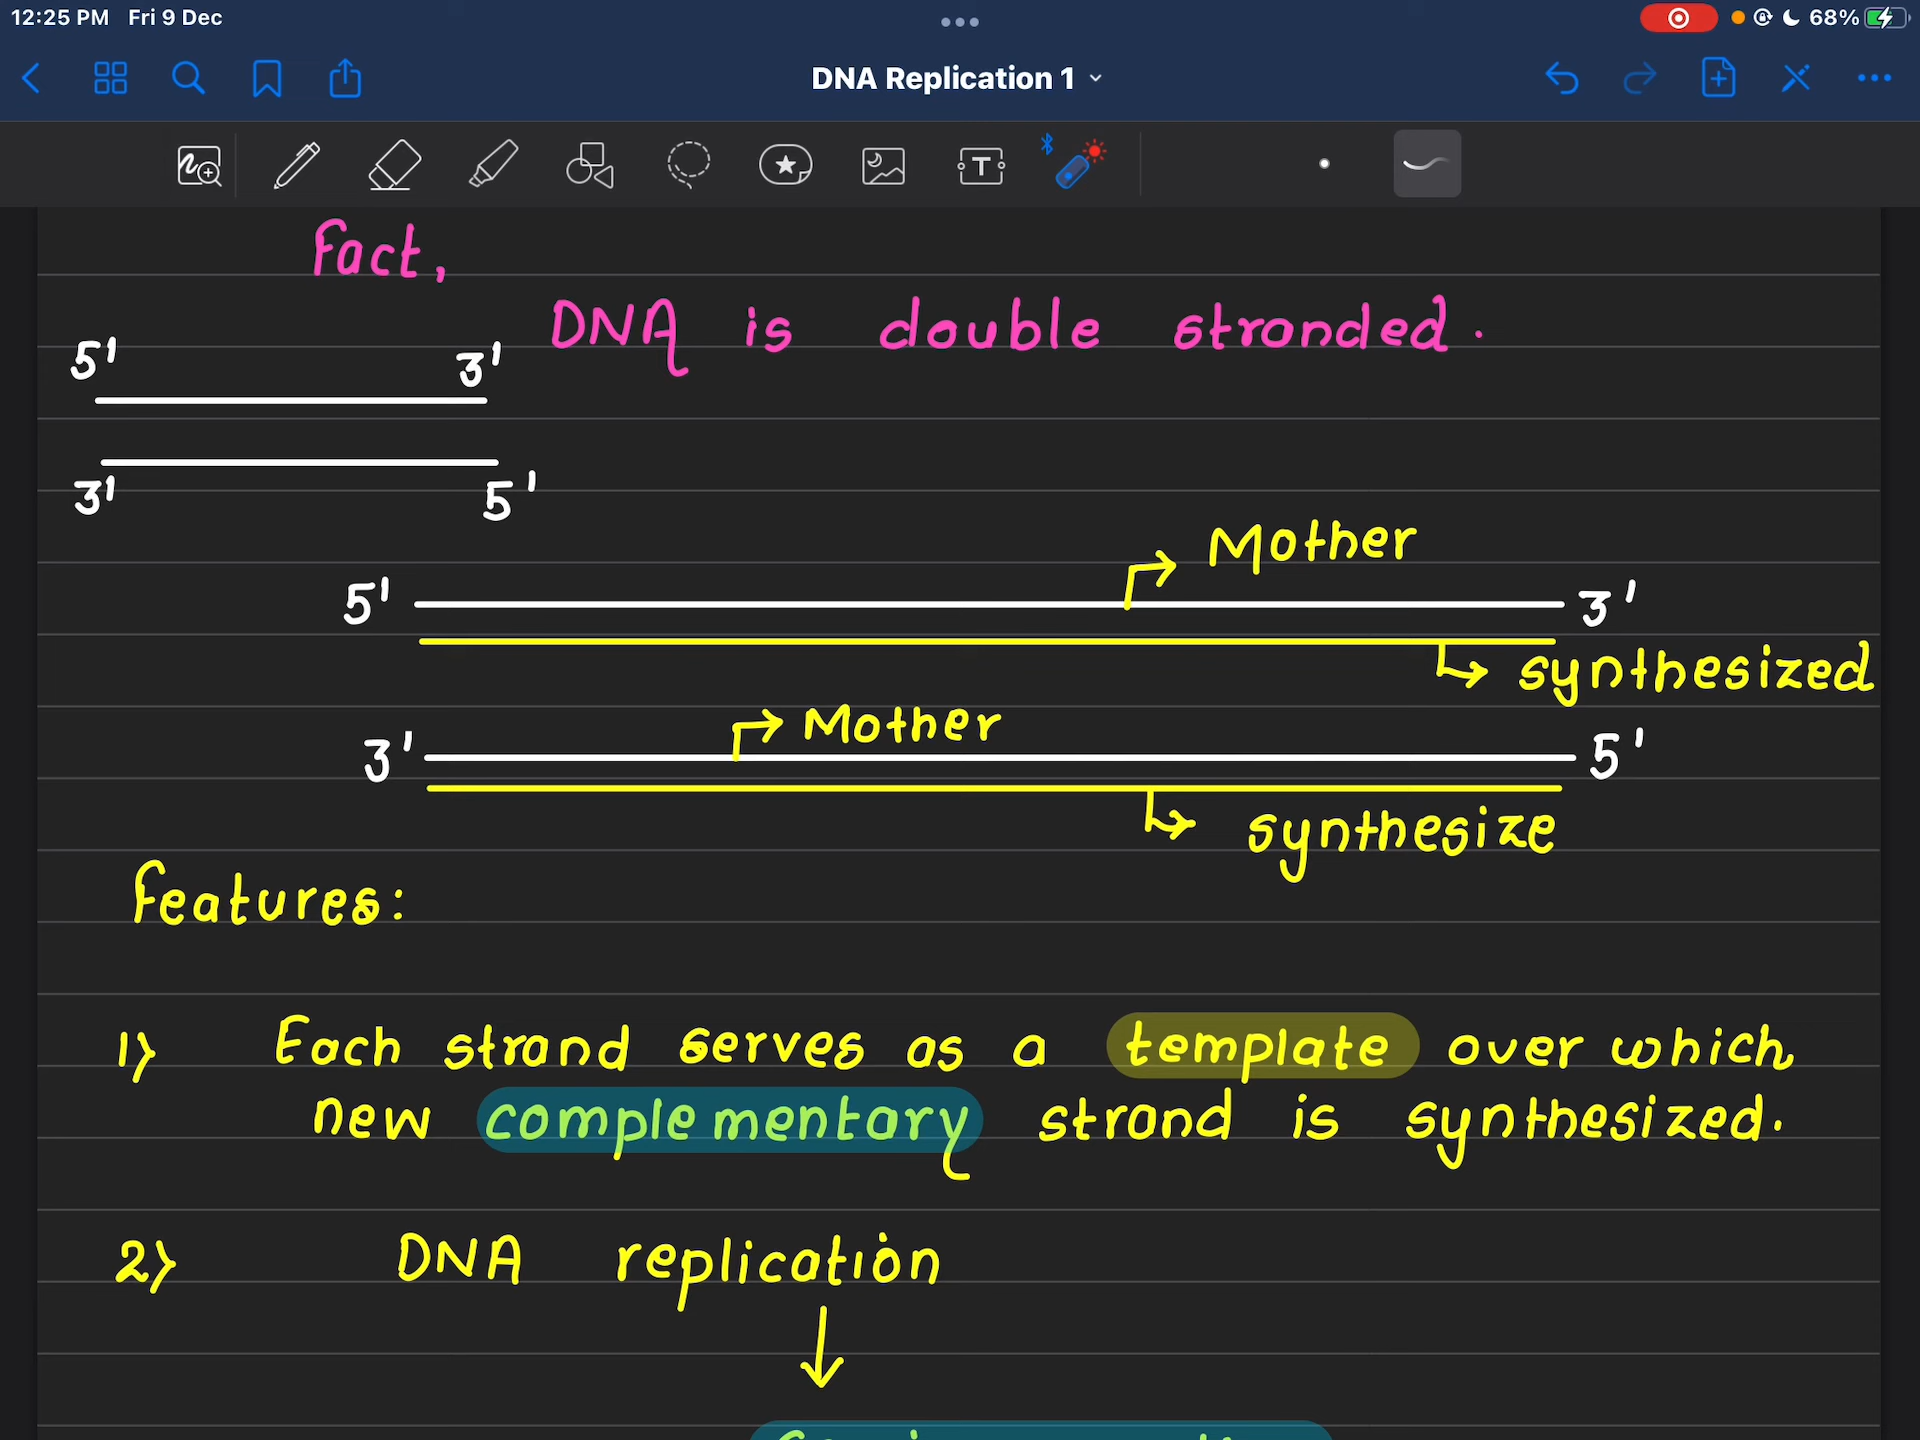 12:25 PM Fri 9 Dec
68%
DNA Replication 1
T
Fact,
DNA is double stranded.
5' 3'
3' 5'
Mother
5' 3'
synthesized
Mother
3' 5'
synthesize
Features:
1) Each strand serves as a template over which
new complementary strand is synthesized.
2) DNA replication